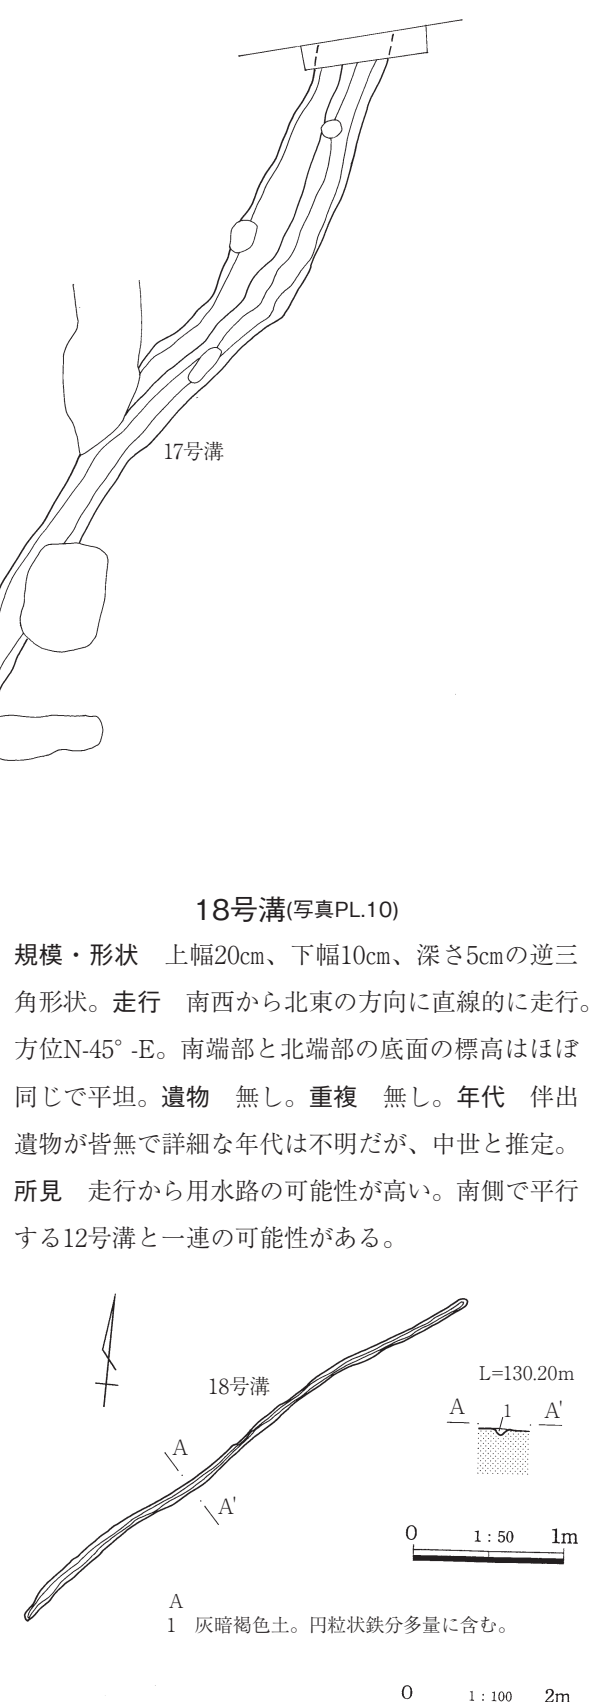 17号溝
18号溝(写真PL.10)
規模・形状　上幅20㎝、下幅10㎝、深さ5㎝の逆三
角形状。走行　南西から北東の方向に直線的に走行。
方位N-45°-E。南端部と北端部の底面の標高はほぼ
同じで平坦。遺物　無し。重複　無し。年代　伴出
遺物が皆無で詳細な年代は不明だが、中世と推定。
所見　走行から用水路の可能性が高い。南側で平行
する12号溝と一連の可能性がある。
18号溝
A
A'
L=130.20m
A 1 A'
0 1：50 1m
A
1　灰暗褐色土。円粒状鉄分多量に含む。
0 1：100 2m